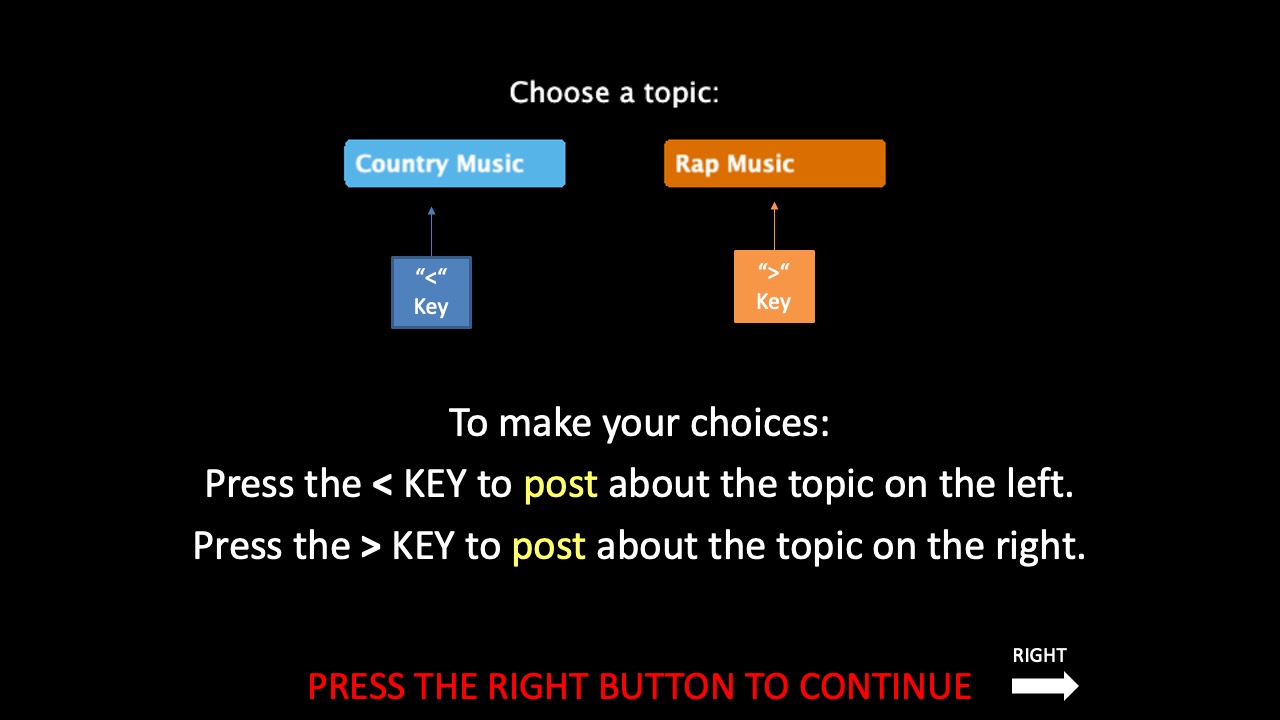 Choose a topic:
Country Music
Rap Music
“<“
Key
“>“
Key
To make your choices:
Press the < KEY to post about the topic on the left.
Press the > KEY to post about the topic on the right.
RIGHT
PRESS THE RIGHT BUTTON TO CONTINUE